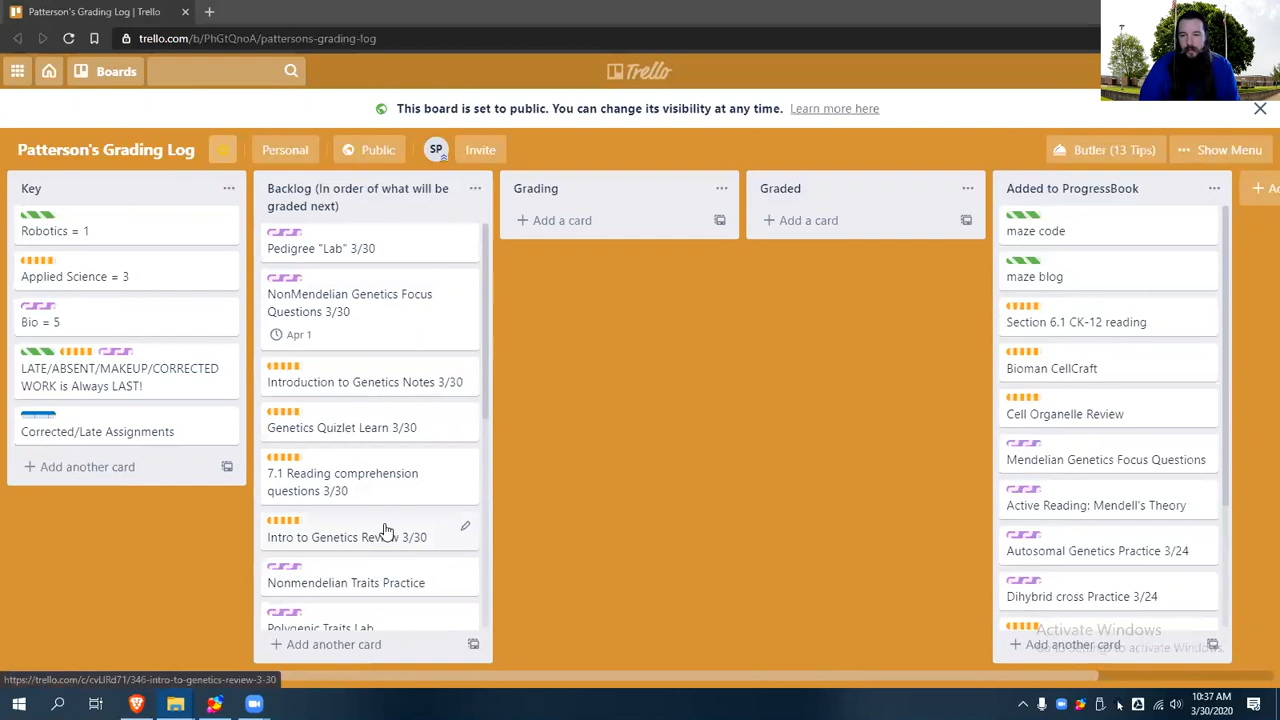 Patterson's Grading Log | Trello
trello.com/b/PhGtQnoA/pattersons-grading-log
Boards
Trello
This board is set to public. You can change its visibility at any time. Learn more here
Patterson's Grading Log
Personal
Public
SP
Invite
Butler (13 Tips)
Show Menu
Key
Robotics = 1
Applied Science = 3
Bio = 5
LATE/ABSENT/MAKEUP/CORRECTED
WORK is Always LAST!
Corrected/Late Assignments
Add another card
Backlog (In order of what will be
graded next)
Pedigree "Lab" 3/30
NonMendelian Genetics Focus
Questions 3/30
Apr 1
Introduction to Genetics Notes 3/30
Genetics Quizlet Learn 3/30
7.1 Reading comprehension
questions 3/30
Intro to Genetics Review 3/30
Nonmendelian Traits Practice
Polygenic Traits Lab
Add another card
Grading
Add a card
Graded
Add a card
Added to ProgressBook
maze code
maze blog
Section 6.1 CK-12 reading
Bioman CellCraft
Cell Organelle Review
Mendelian Genetics Focus Questions
Active Reading: Mendell's Theory
Autosomal Genetics Practice 3/24
Dihybrid cross Practice 3/24
Add another card
Activate Windows
Go to Settings to activate Windows.
https://trello.com/c/cvLlRd71/346-intro-to-genetics-review-3-30
10:37 AM
3/30/2020